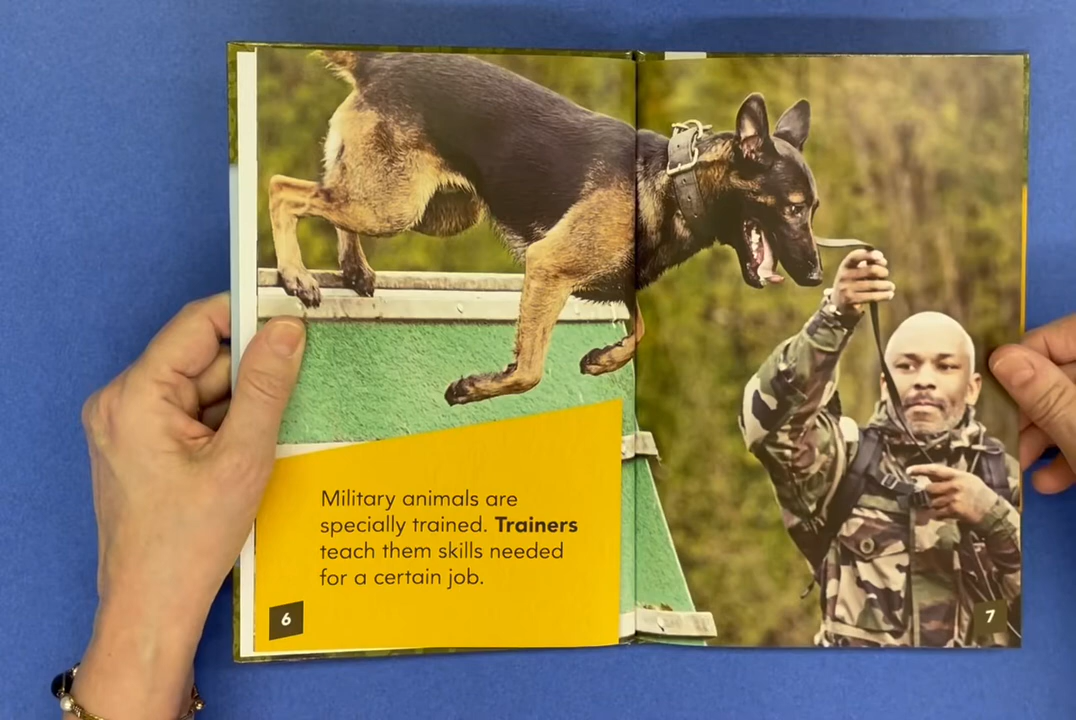 Military animals are
specially trained. Trainers
teach them skills needed
for a certain job.
6
7